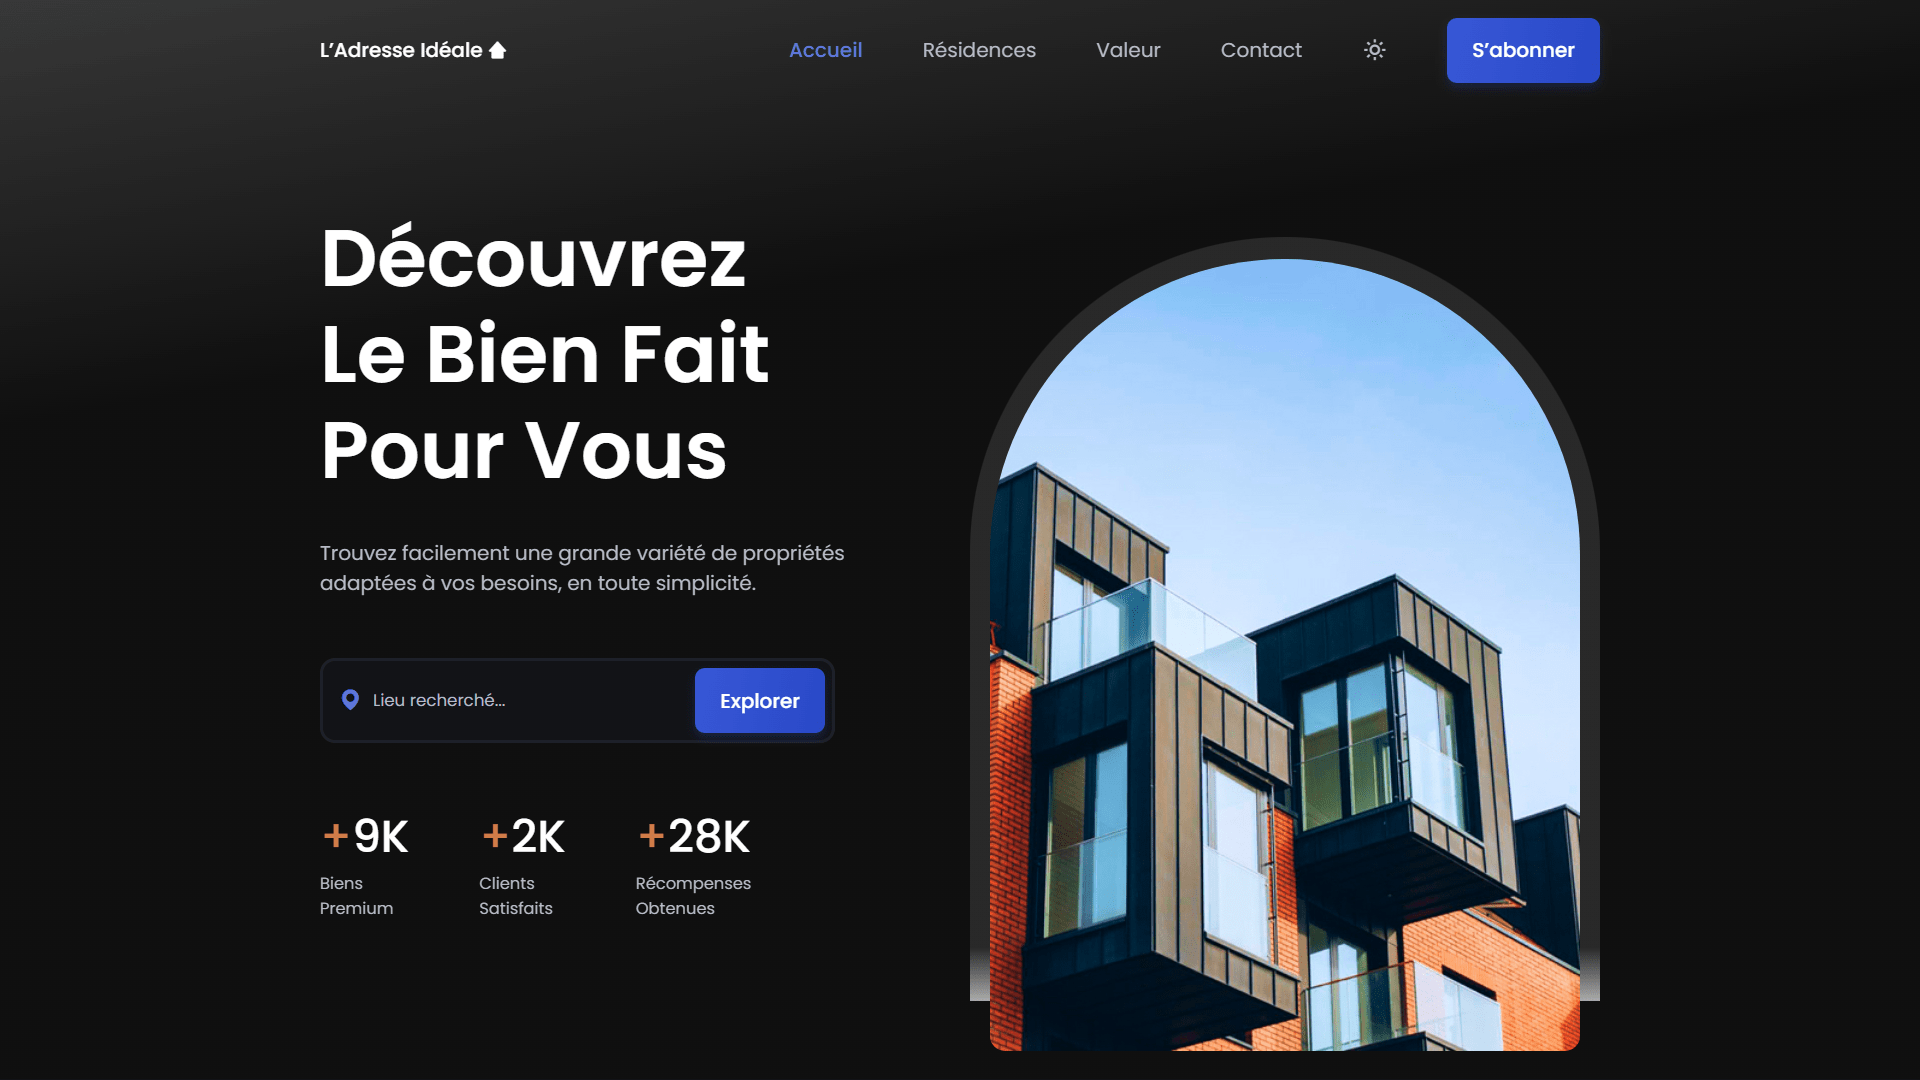 L’Adresse Idéale
Accueil
Résidences
Valeur
Contact
S’abonner
Découvrez
Le Bien Fait
Pour Vous
Trouvez facilement une grande variété de propriétés
adaptées à vos besoins, en toute simplicité.
Lieu recherché...
Explorer
+9K
Biens
Premium
+2K
Clients
Satisfaits
+28K
Récompenses
Obtenues